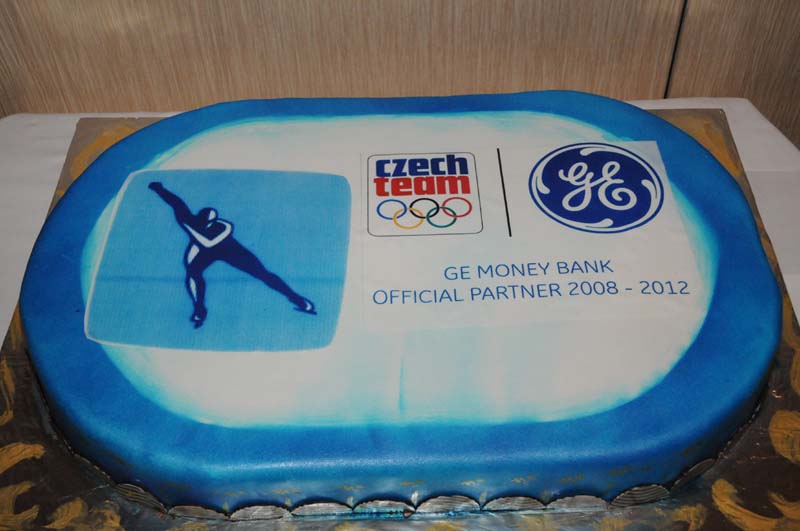 czech
team
GE
GE MONEY BANK
OFFICIAL PARTNER 2008 - 2012